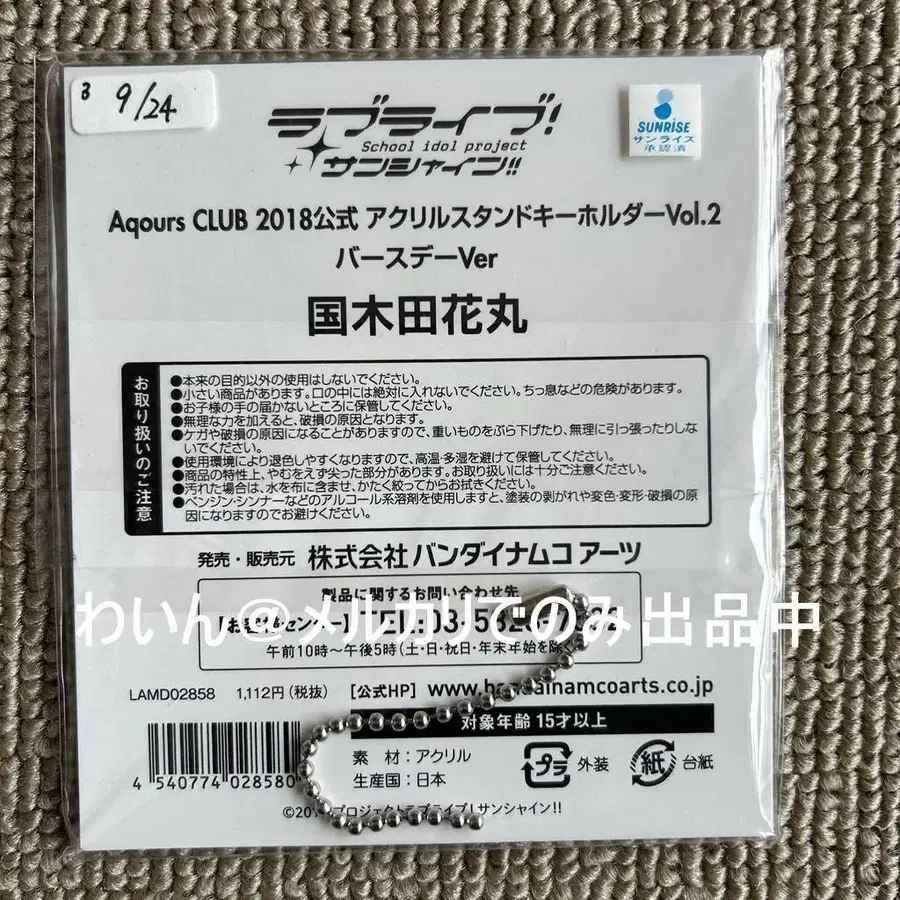 9/24
ラブライブ!
School idol project
サンシャイン!!
SUNRISE
サンライズ
承認済
Aqours CLUB 2018公式 アクリルスタンドキーホルダーVol.2
バースデーVer
国木田花丸
お取り扱いのご注意
●本来の目的以外の使用はしないでください。
●小さい商品があります。口の中には絶対に入れないでください。ちっ息などの危険があります。
●お子様の手の届かないところに保管してください。
●無理な力を加えると、破損の原因となります。
●ケガや破損の原因になることがありますので、重いものをぶら下げたり、無理に引っ張ったりしな
いでください。
●使用環境により退色しやすくなりますので、高温・多湿を避けて保管してください。
●商品の特性上、やむをえず尖った部分があります。お取り扱いには十分ご注意ください。
●汚れた場合は、水を布に含ませ、かたく絞ってからお拭きください。
●ベンジン・シンナーなどのアルコール系溶剤を使用しますと、塗装の剥がれや変色・変形・破損の原
因になりますのでお避けください。
発売・販売元 株式会社 バンダイナムコ アーツ
製品に関するお問い合わせ先
わいん@メルカリでのみ出品中
午前10時~午後5時(土・日・祝日・年末年始を除く
LAMD02858 1,112円(税抜) [公式HP] www.bandainamcoarts.co.jp
対象年齢 15才以上
4 540774 028580
素 材:アクリル
生産国:日本
プラ 外装
紙 台紙
プロジェクトラブライブ!サンシャイン!!